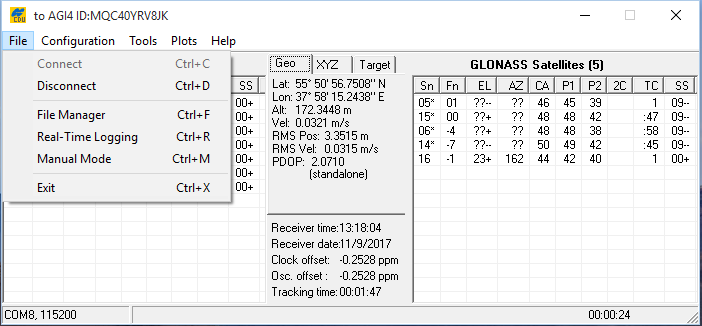 CDU to AGI4 ID:MQC40YRV8JK
File Configuration Tools Plots Help
Connect Ctrl+C
Disconnect Ctrl+D
File Manager Ctrl+F
Real-Time Logging Ctrl+R
Manual Mode Ctrl+M
Exit Ctrl+X
SS
00+
00+
00+
00+
00+
00+
Geo XYZ Target
Lat: 55° 50' 56.7508'' N
Lon: 37° 58' 15.2438'' E
Alt: 172.3448 m
Vel: 0.0321 m/s
RMS Pos: 3.3515 m
RMS Vel: 0.0315 m/s
PDOP: 2.0710
(standalone)
Receiver time:13:18:04
Receiver date:11/9/2017
Clock offset: -0.2528 ppm
Osc. offset : -0.2528 ppm
Tracking time:00:01:47
GLONASS Satellites (5)
Sn Fn EL AZ CA P1 P2 2C TC SS
05* 01 ??-- ?? 46 45 39 1 09--
15* 00 ??+ ?? 48 48 42 :47 09--
06* -4 ??+ ?? 48 48 38 :58 09--
14* -7 ??-- ?? 50 49 42 :45 09--
16 -1 23+ 162 44 42 40 1 00+
COM8, 115200
00:00:24